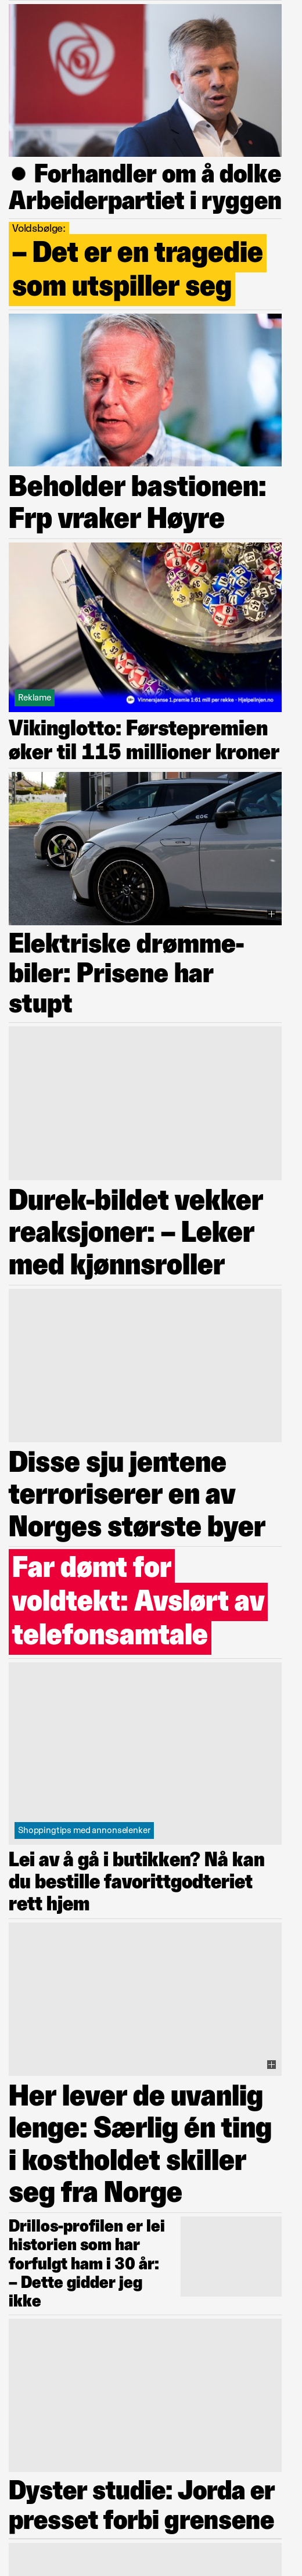 ● Forhandler om å dolke
Arbeiderpartiet i ryggen
Voldsbølge:
– Det er en tragedie
som utspiller seg
Beholder bastionen:
Frp vraker Høyre
Reklame
Vinnersjanse 1.premie 1:61 mill per rekke - Hjelpelinjen.no
Vikinglotto: Førstepremien
øker til 115 millioner kroner
Elektriske drømme-
biler: Prisene har
stupt
Durek-bildet vekker
reaksjoner: – Leker
med kjønnsroller
Disse sju jentene
terroriserer en av
Norges største byer
Far dømt for
voldtekt: Avslørt av
telefonsamtale
Shoppingtips med annonselenker
Lei av å gå i butikken? Nå kan
du bestille favorittgodteriet
rett hjem
Her lever de uvanlig
lenge: Særlig én ting
i kostholdet skiller
seg fra Norge
Drillos-profilen er lei
historien som har
forfulgt ham i 30 år:
– Dette gidder jeg
ikke
Dyster studie: Jorda er
presset forbi grensene